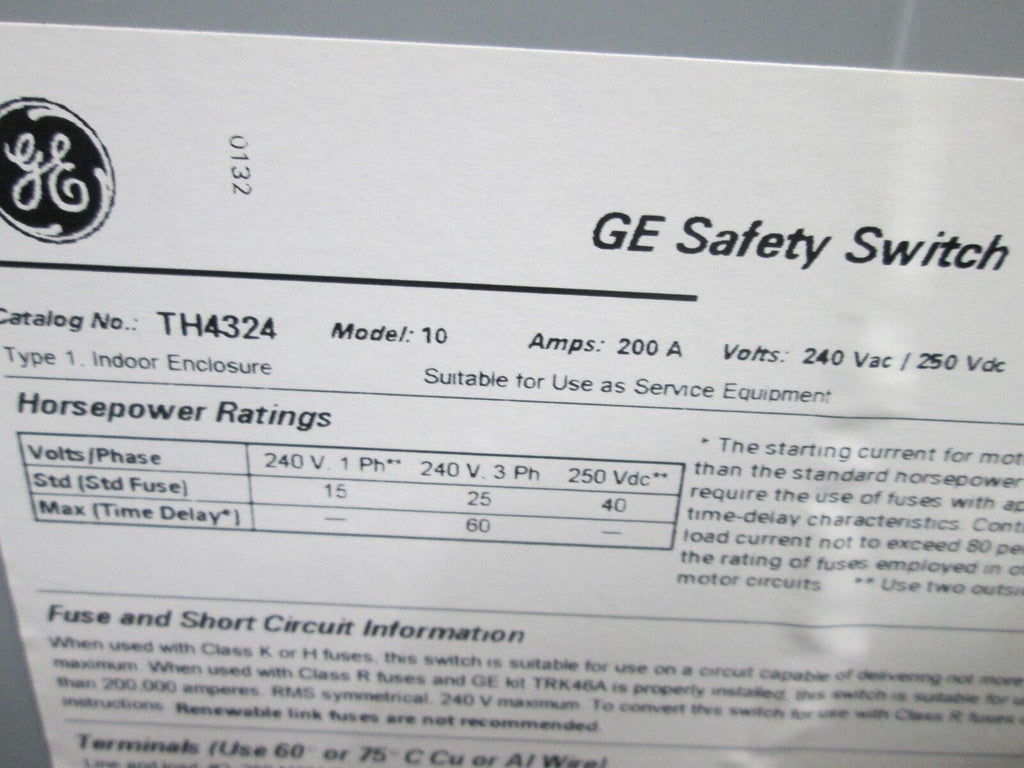 GE
0132
GE Safety Switch
Catalog No.: TH4324 Model: 10 Amps: 200 A Volts: 240 Vac / 250 Vdc
Type 1. Indoor Enclosure Suitable for Use as Service Equipment
Horsepower Ratings
Volts/Phase 240 V. 1 Ph** 240 V. 3 Ph 250 Vdc**
Std (Std Fuse) 15 25 40
Max (Time Delay*) — 60 —
* The starting current for mot
than the standard horsepower
require the use of fuses with ap
time-delay characteristics. Cont
load current not to exceed 80 pe
the rating of fuses employed in o
motor circuits ** Use two outsi
Fuse and Short Circuit Information
When used with Class K or H fuses, this switch is suitable for use on a circuit capable of delivering not more
maximum. When used with Class R fuses and GE kit TRK46A is properly installed, this switch is suitable for u
than 200,000 amperes. RMS symmetrical, 240 V maximum. To convert this switch for use with Class R fuses
instructions. Renewable link fuses are not recommended.
Terminals (Use 60° or 75° C Cu or Al Wire)